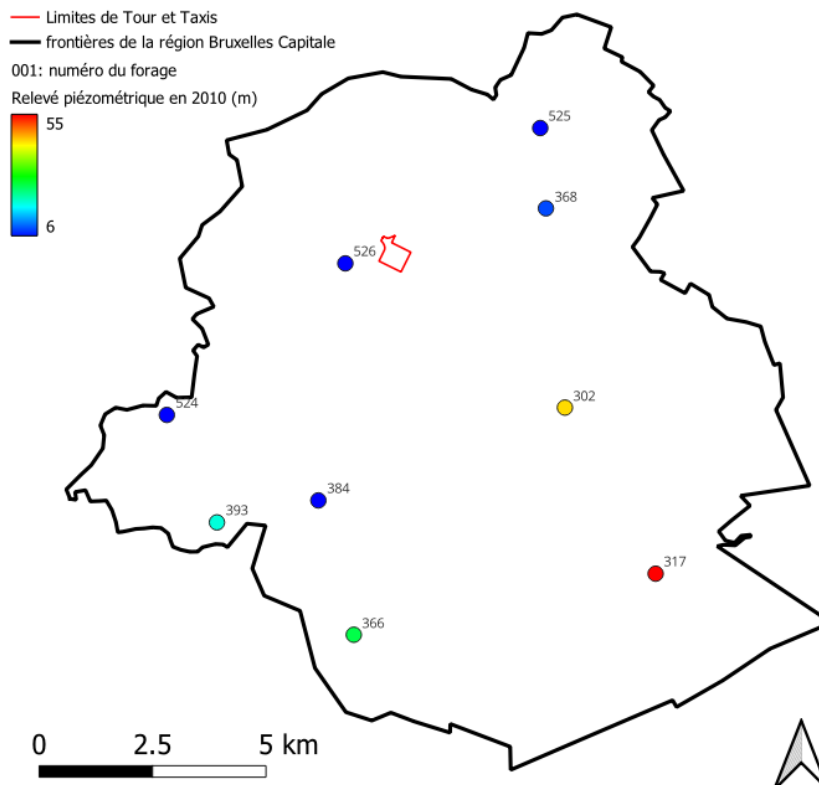 Limites de Tour et Taxis
frontières de la région Bruxelles Capitale
001: numéro du forage
Relevé piézométrique en 2010 (m)
55
6
525
368
526
302
524
384
393
317
366
0 2.5 5 km